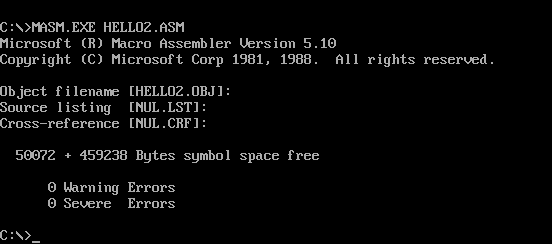 C:\>MASM.EXE HELLO2.ASM
Microsoft (R) Macro Assembler Version 5.10
Copyright (C) Microsoft Corp 1981, 1988.  All rights reserved.
Object filename [HELLO2.OBJ]:
Source listing  [NUL.LST]:
Cross-reference [NUL.CRF]:
50072 + 459238 Bytes symbol space free
0 Warning Errors
0 Severe  Errors
C:\>_